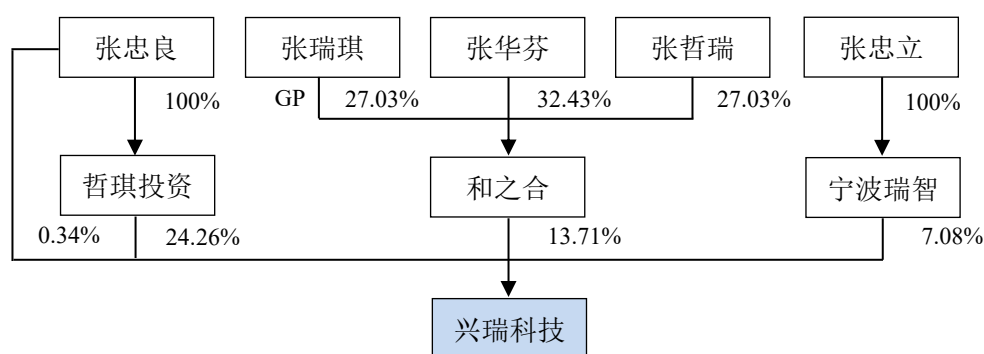 张忠良 张瑞琪 张华芬 张哲瑞 张忠立
100% GP 27.03% 32.43% 27.03% 100%
哲琪投资 和之合 宁波瑞智
0.34% 24.26% 13.71% 7.08%
兴瑞科技